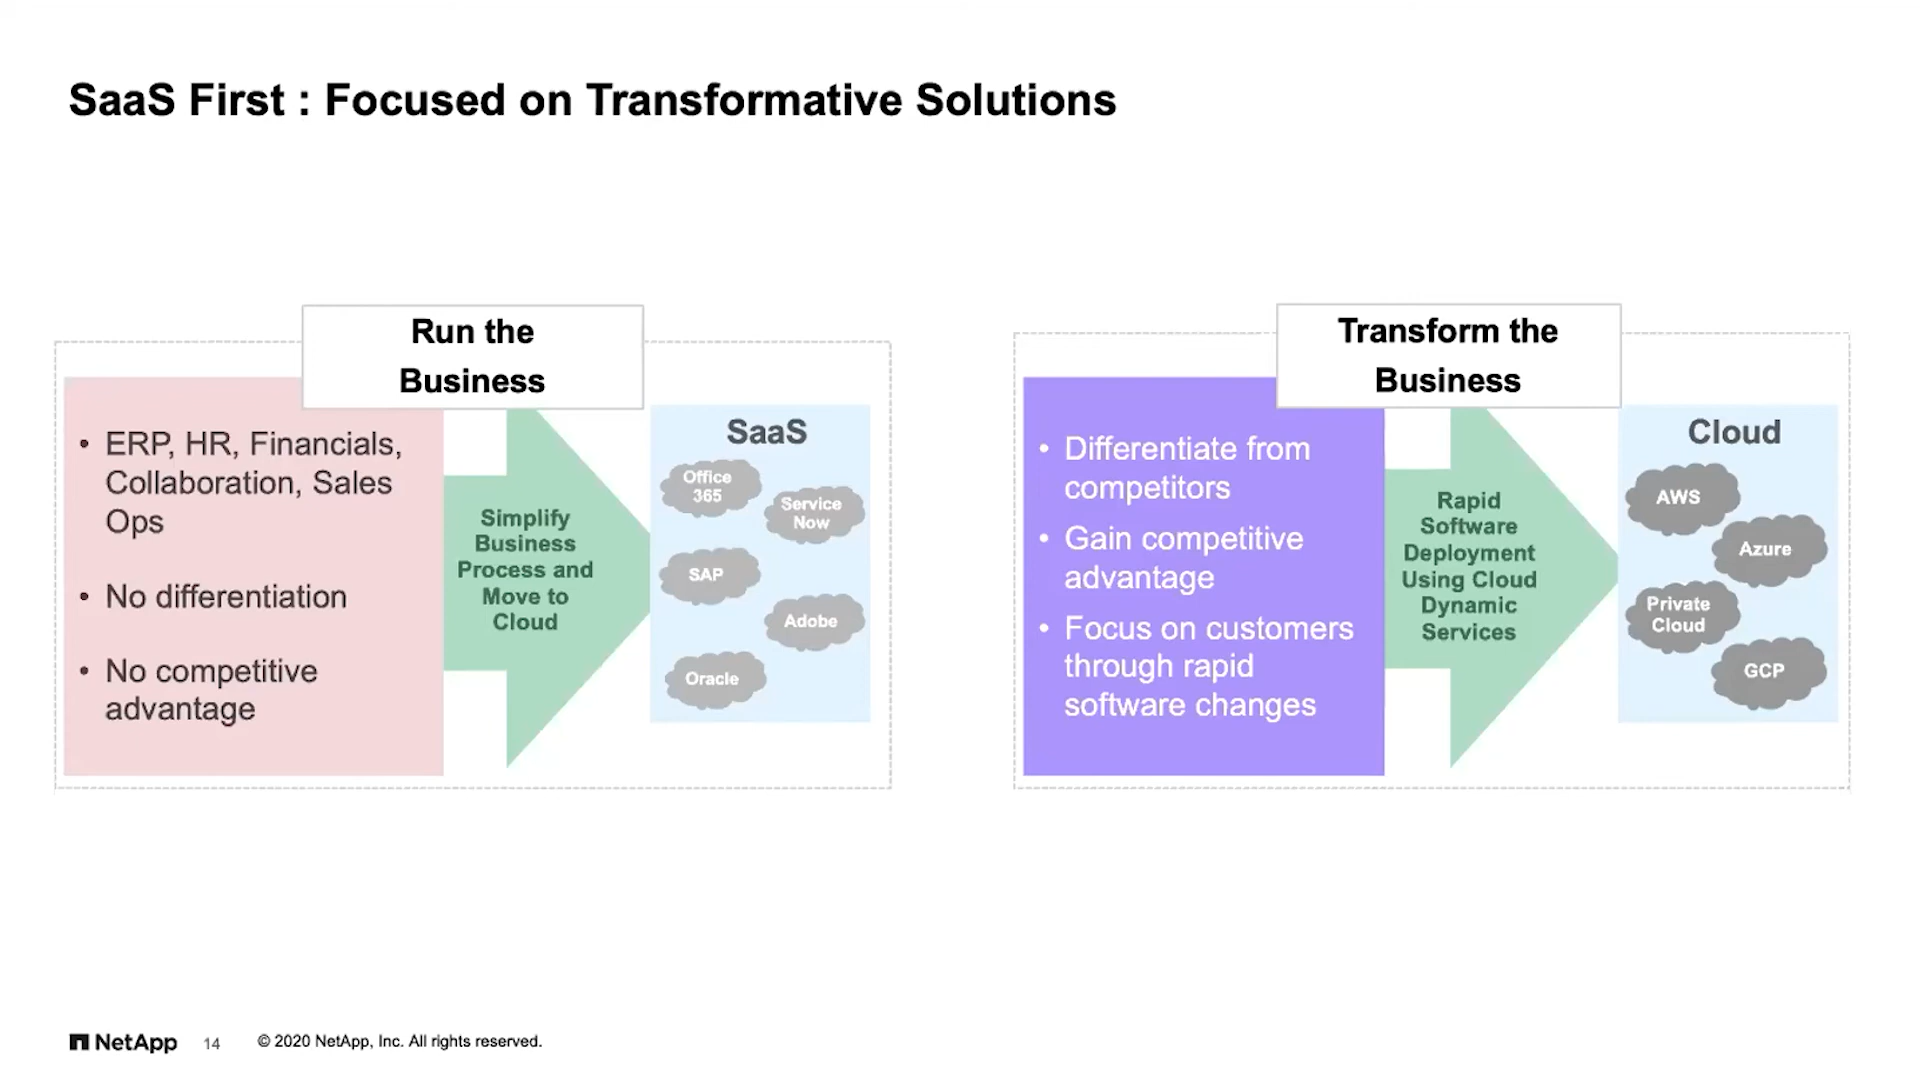 SaaS First : Focused on Transformative Solutions
Run the
Business
• ERP, HR, Financials,
Collaboration, Sales
Ops
• No differentiation
• No competitive
advantage
Simplify
Business
Process and
Move to
Cloud
SaaS
Office
365
Service
Now
SAP
Adobe
Oracle
Transform the
Business
• Differentiate from
competitors
• Gain competitive
advantage
• Focus on customers
through rapid
software changes
Rapid
Software
Deployment
Using Cloud
Dynamic
Services
Cloud
AWS
Azure
Private
Cloud
GCP
NetApp 14 © 2020 NetApp, Inc. All rights reserved.